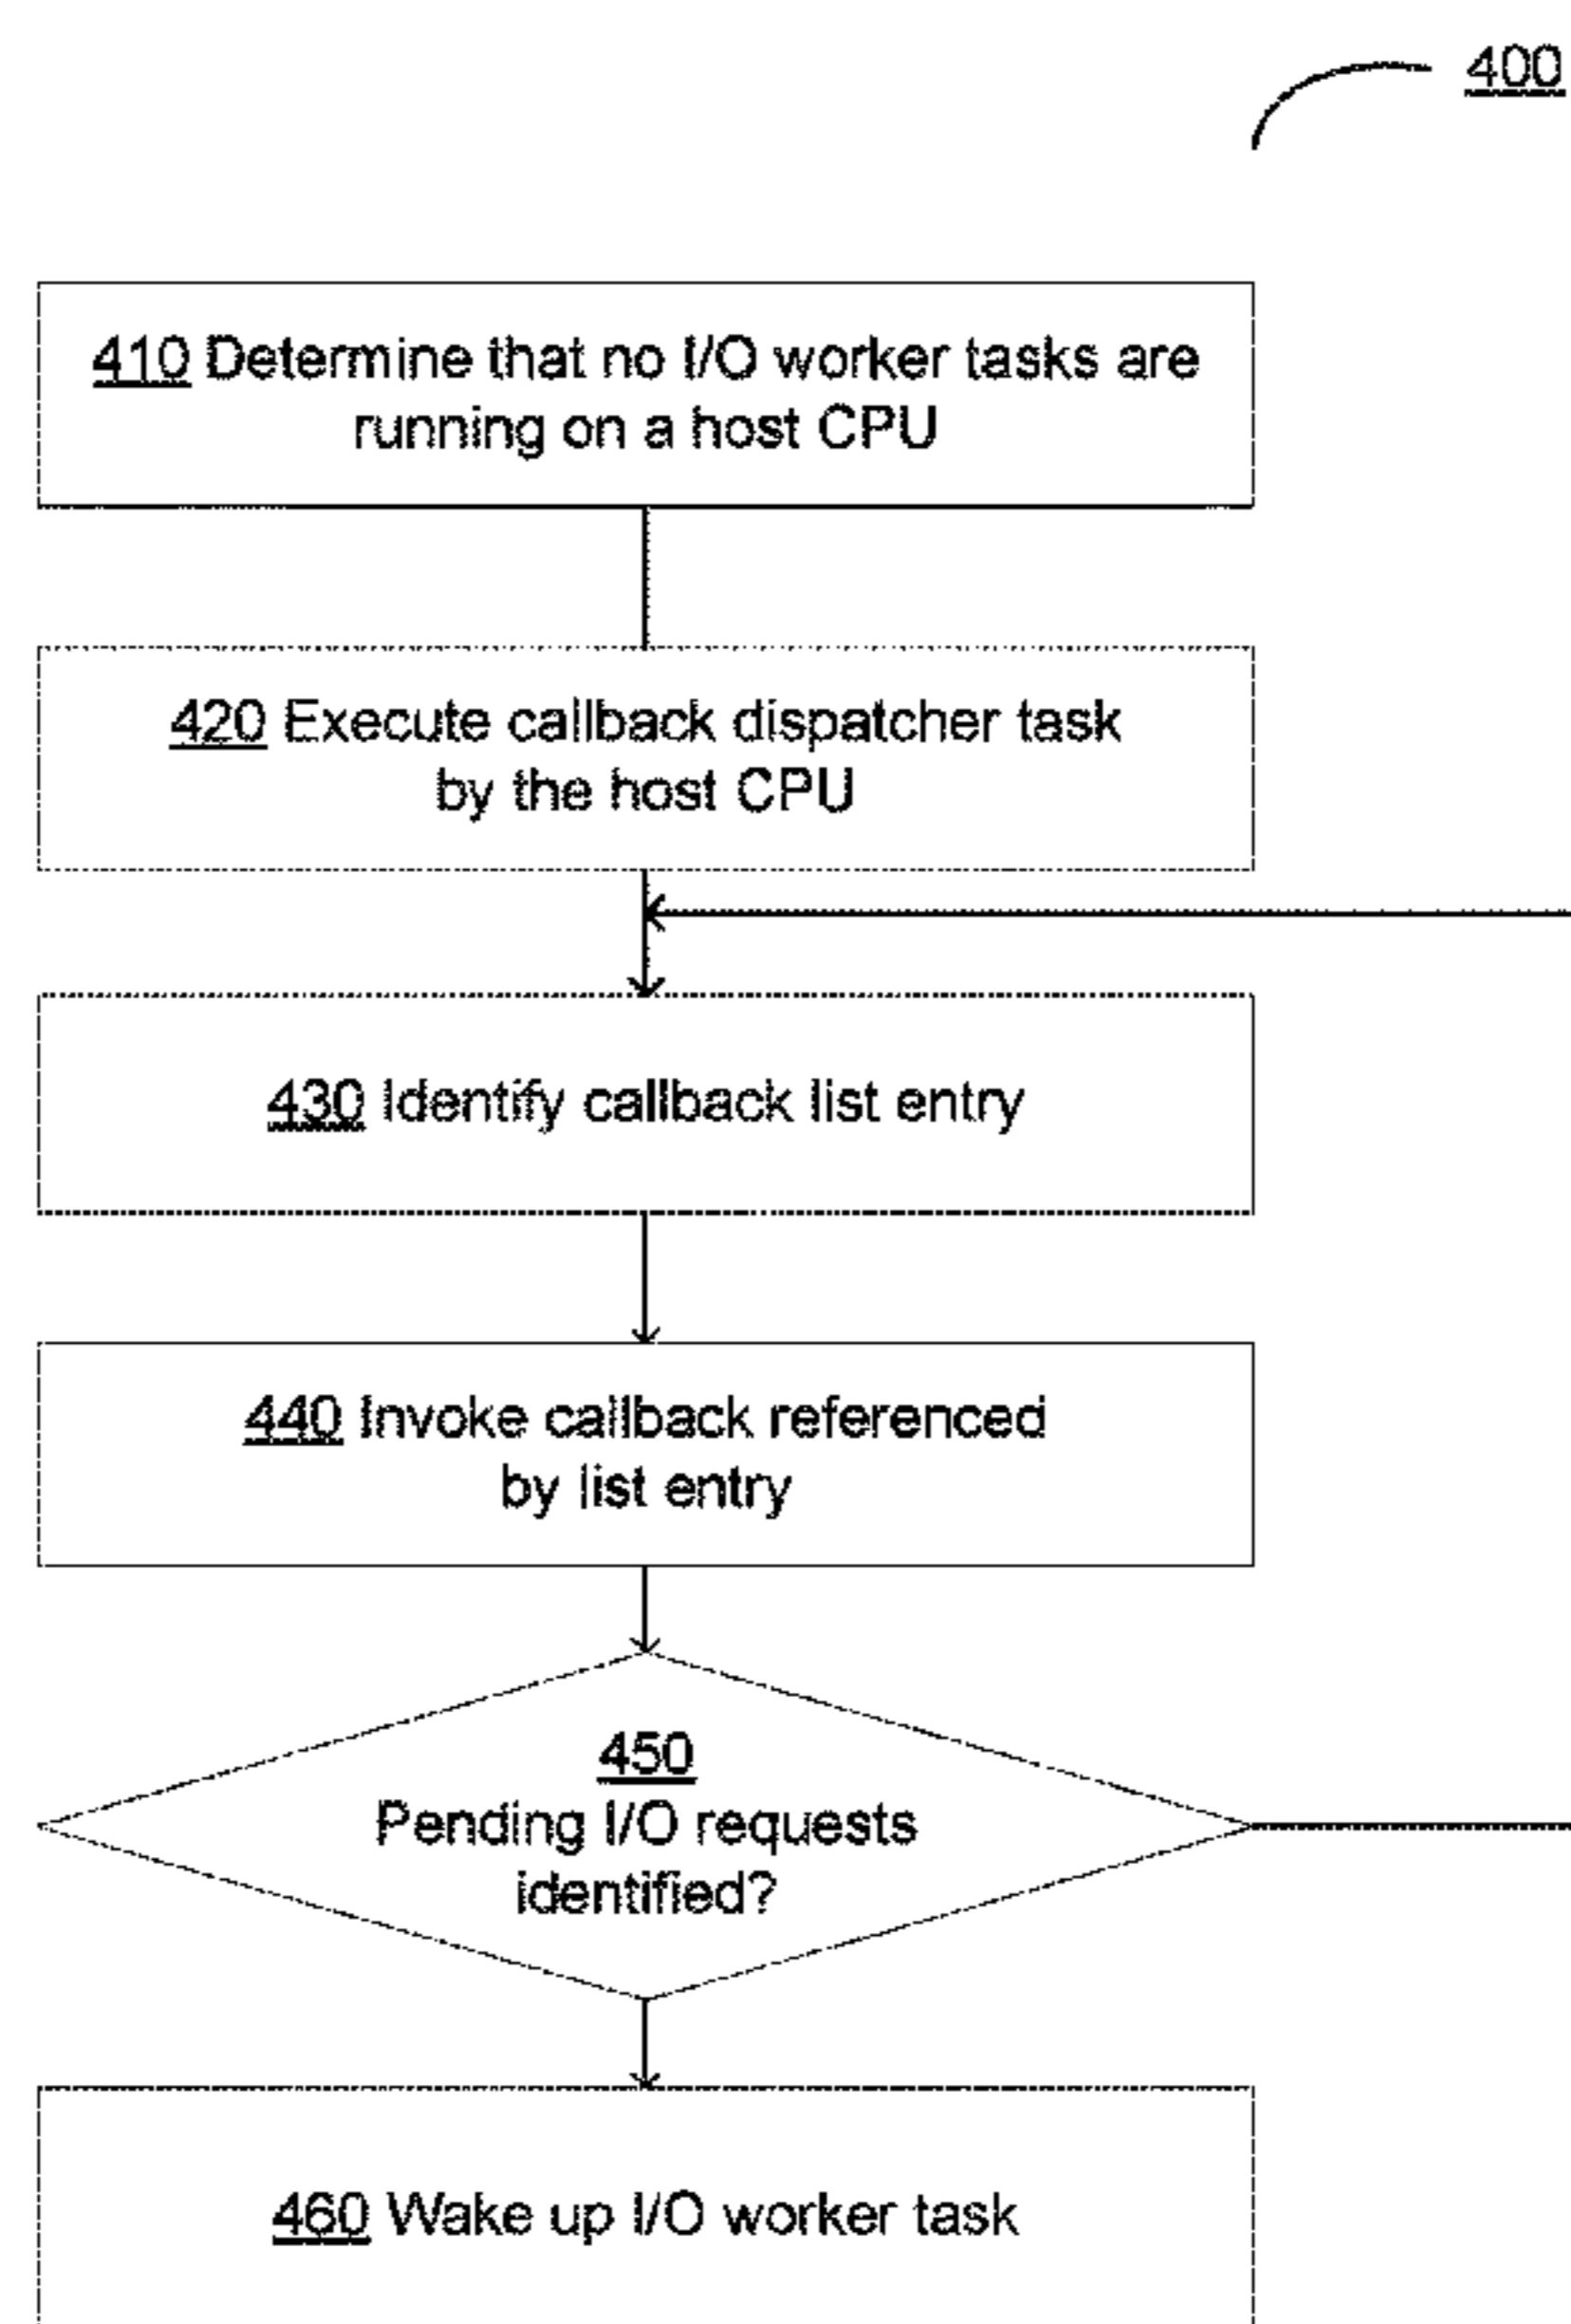 400
410 Determine that no I/O worker tasks are
running on a host CPU
420 Execute callback dispatcher task
by the host CPU
430 Identify callback list entry
440 Invoke callback referenced
by list entry
450
Pending I/O requests
identified?
460 Wake up I/O worker task